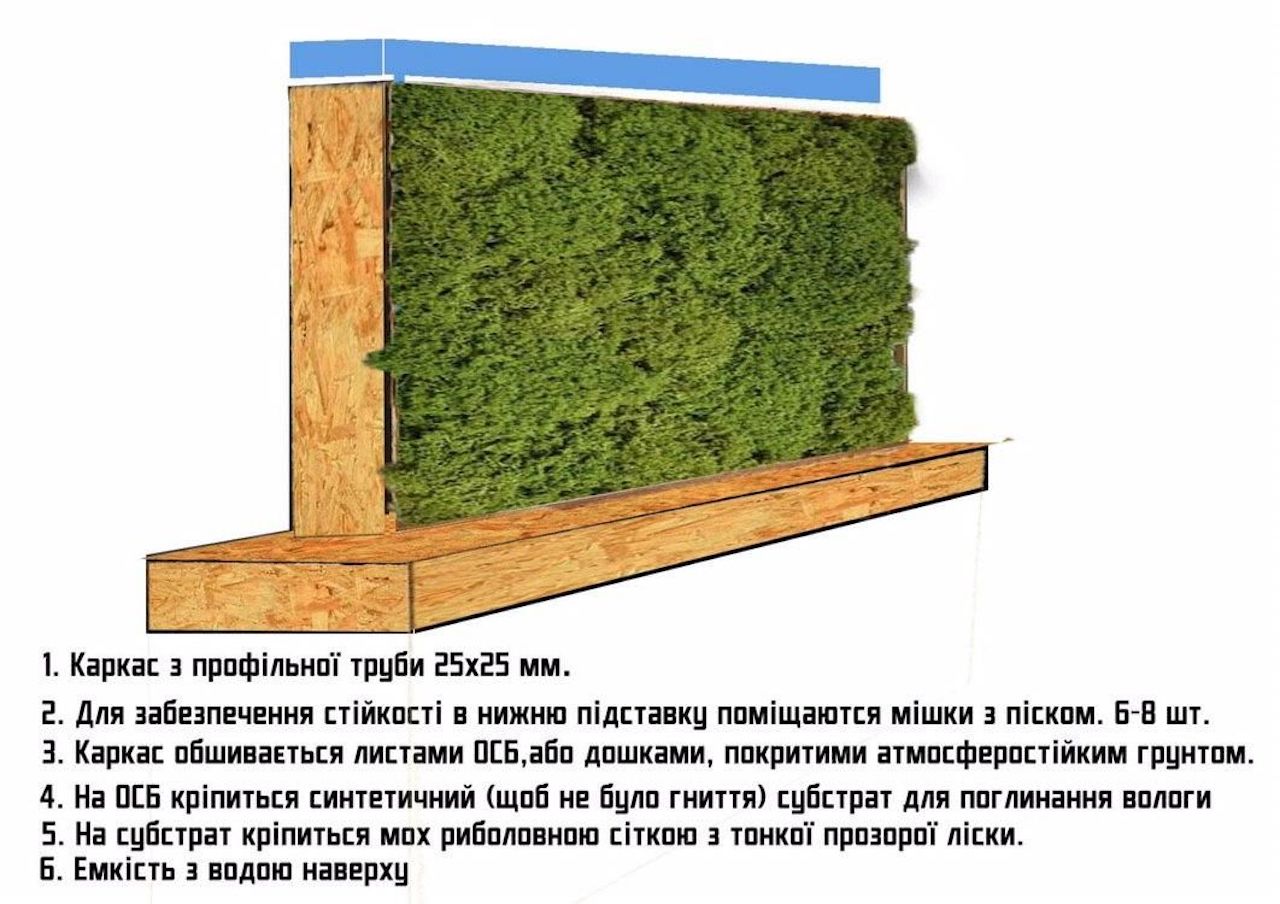 1. Каркас з профільної труби 25х25 мм.
2. Для забезпечення стійкості в нижню підставку поміщаются мішки з піском. 6-8 шт.
3. Каркас обшивається листами ОСБ,або дошками, покритими атмосферостійким грунтом.
4. На ОСБ кріпиться синтетичний (щоб не було гниття) субстрат для поглинання вологи
5. На субстрат кріпиться мох риболовною сіткою з тонкої прозорої ліски.
6. Емкість з водою наверху